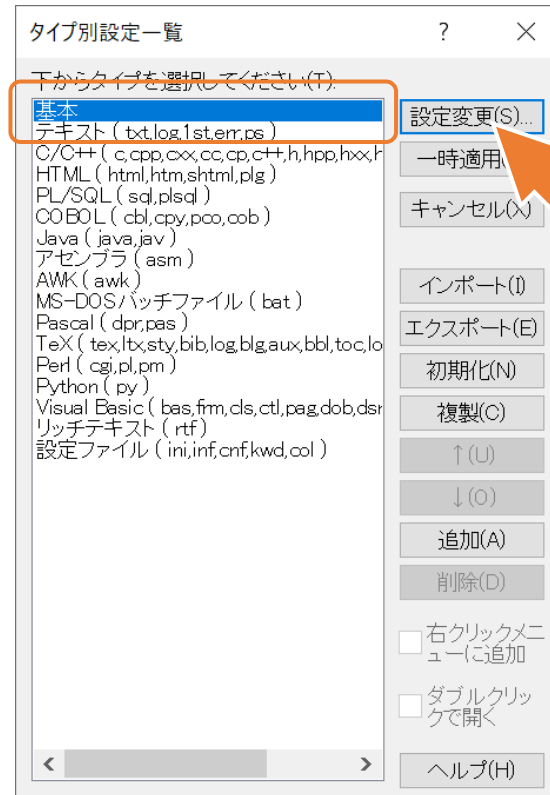 タイプ別設定一覧
下からタイプを選択してください(T):
基本
テキスト ( txt,log,1st,err,ps )
C/C++ ( c,cpp,cxx,cc,cp,c++,h,hpp,hxx,h
HTML ( html,htm,shtml,plg )
PL/SQL ( sql,plsql )
COBOL ( cbl,cpy,pco,cob )
Java ( java,jav )
アセンブラ ( asm )
AWK ( awk )
MS-DOSバッチファイル ( bat )
Pascal ( dpr,pas )
TeX ( tex,ltx,sty,bib,log,blg,aux,bbl,toc,lo
Perl ( cgi,pl,pm )
Python ( py )
Visual Basic ( bas,frm,cls,ctl,pag,dob,dsr
リッチテキスト ( rtf )
設定ファイル ( ini,inf,cnf,kwd,col )
設定変更(S)...
一時適用
キャンセル(X)
インポート(I)
エクスポート(E)
初期化(N)
複製(C)
↑(U)
↓(O)
追加(A)
削除(D)
右クリックメニ
ューに追加
ダブルクリッ
クで開く
ヘルプ(H)